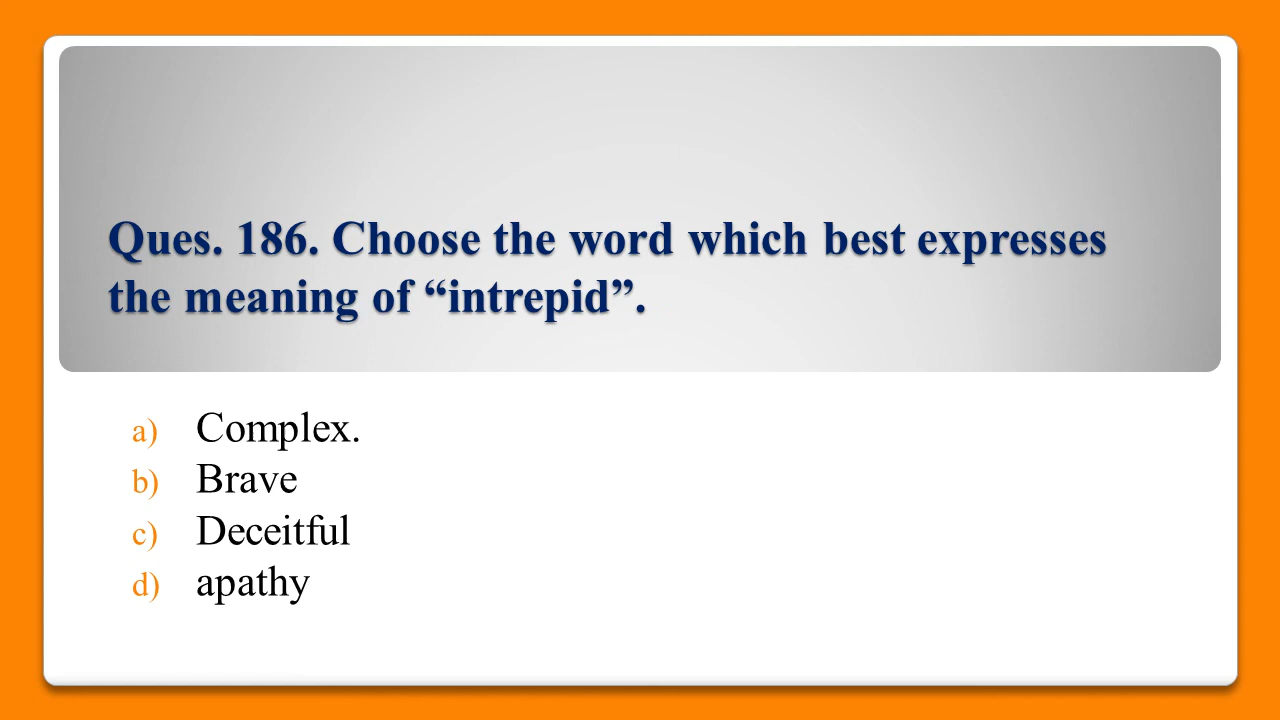 Ques. 186. Choose the word which best expresses
the meaning of “intrepid”.
a) Complex.
b) Brave
c) Deceitful
d) apathy